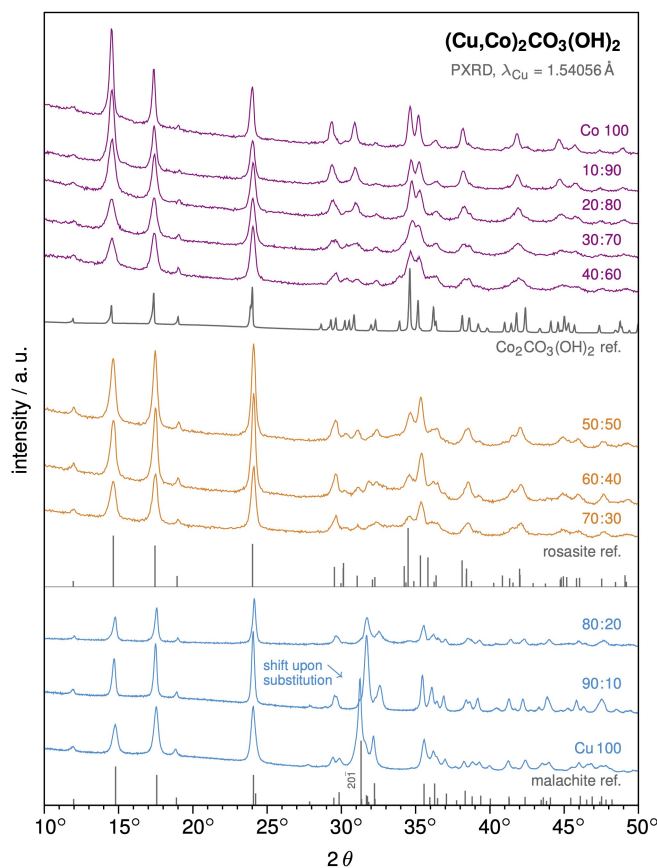 (Cu,Co)₂CO₃(OH)₂
PXRD, λCu = 1.54056 Å
Co 100
10:90
20:80
30:70
40:60
Co₂CO₃(OH)₂ ref.
50:50
60:40
70:30
rosasite ref.
80:20
shift upon
substitution
90:10
Cu 100
201̅
malachite ref.
intensity / a. u.
10° 15° 20° 25° 30° 35° 40° 45° 50°
2 θ